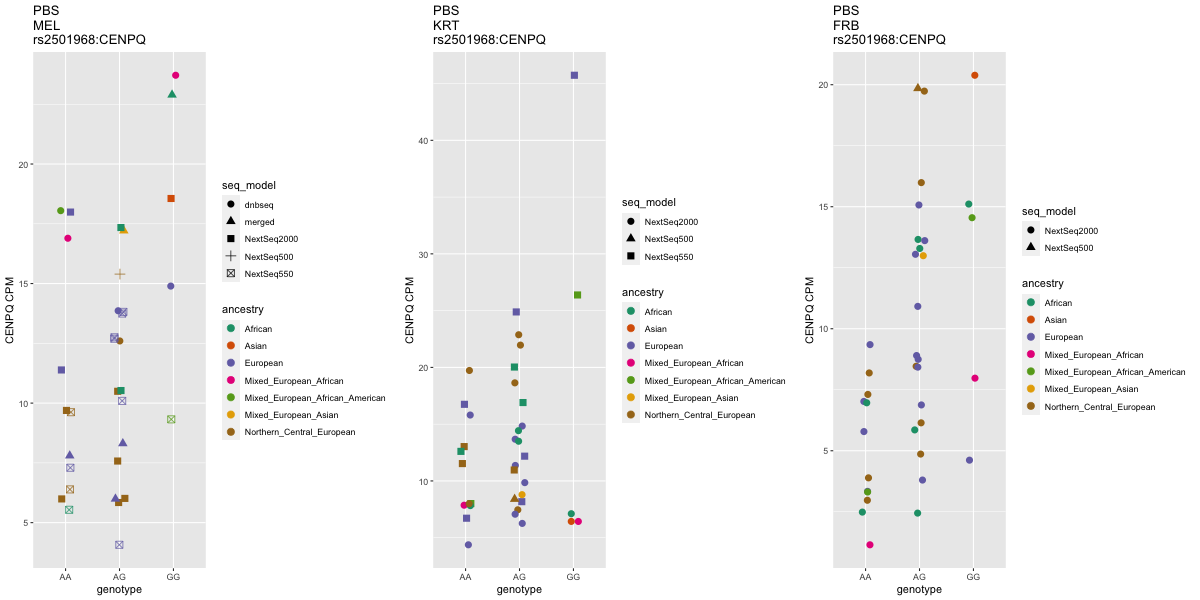 PBS
MEL
rs2501968:CENPQ
CENPQ CPM
20
15
10
5
AA
AG
GG
genotype
seq_model
dnbseq
merged
NextSeq2000
NextSeq500
NextSeq550
ancestry
African
Asian
European
Mixed_European_African
Mixed_European_African_American
Mixed_European_Asian
Northern_Central_European
PBS
KRT
rs2501968:CENPQ
CENPQ CPM
40
30
20
10
AA
AG
GG
genotype
seq_model
NextSeq2000
NextSeq500
NextSeq550
ancestry
African
Asian
European
Mixed_European_African
Mixed_European_African_American
Mixed_European_Asian
Northern_Central_European
PBS
FRB
rs2501968:CENPQ
CENPQ CPM
20
15
10
5
AA
AG
GG
genotype
seq_model
NextSeq2000
NextSeq500
ancestry
African
Asian
European
Mixed_European_African
Mixed_European_African_American
Mixed_European_Asian
Northern_Central_European